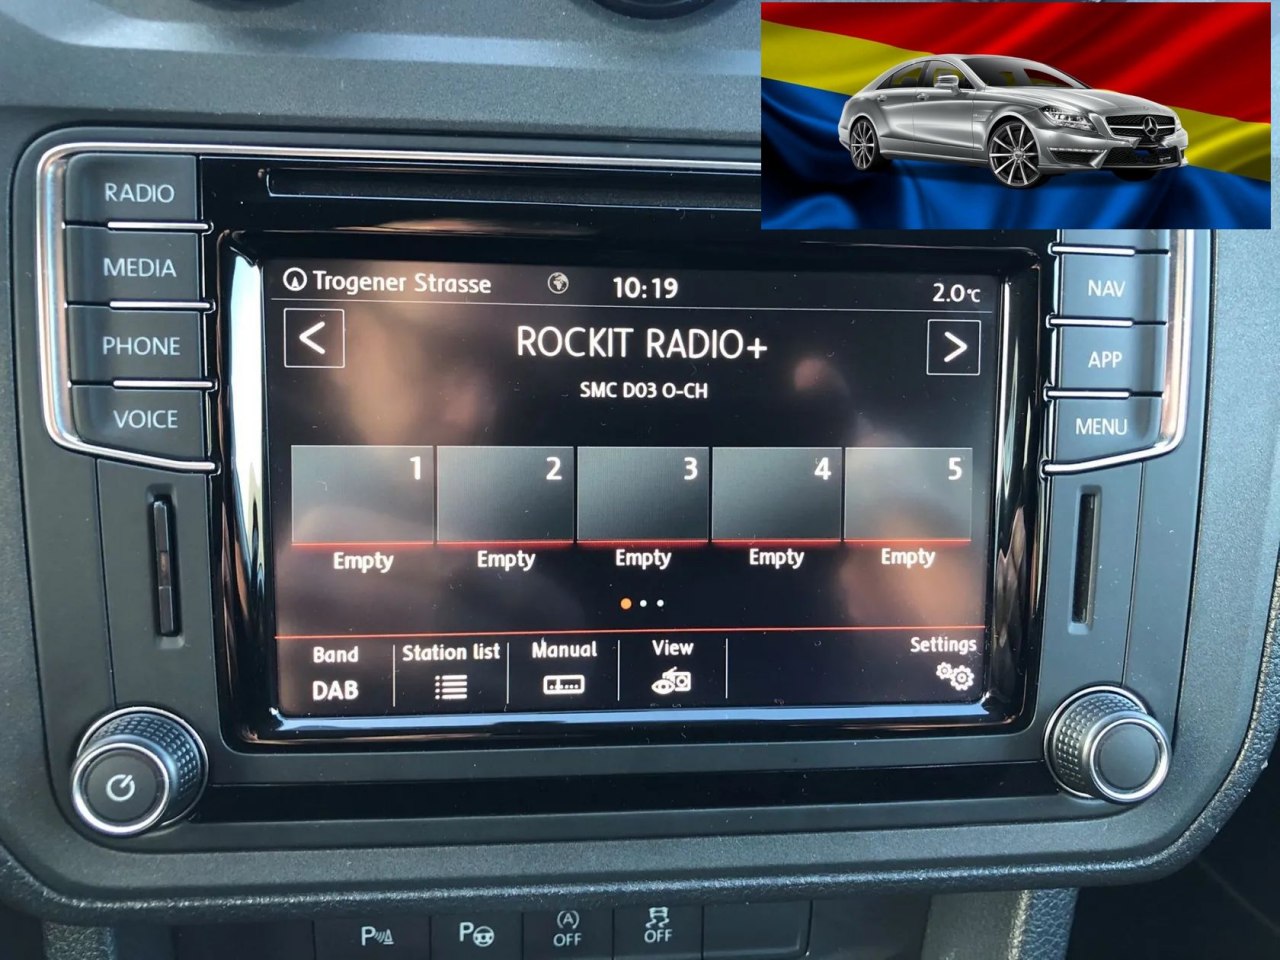 RADIO
MEDIA
PHONE
VOICE
Trogener Strasse
10:19
2.0°C
<
ROCKIT RADIO+
>
SMC D03 O-CH
1
2
3
4
5
Empty
Empty
Empty
Empty
Empty
Band
DAB
Station list
Manual
View
Settings
NAV
APP
MENU
P
P
A
OFF
OFF